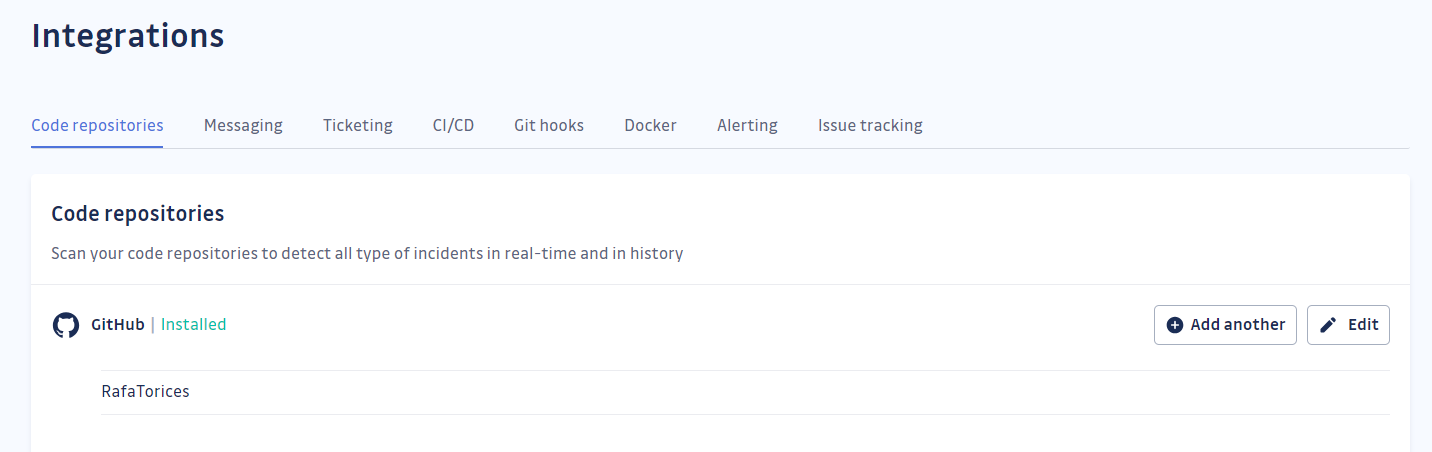 Integrations
Code repositories Messaging Ticketing CI/CD Git hooks Docker Alerting Issue tracking
Code repositories
Scan your code repositories to detect all type of incidents in real-time and in history
GitHub | Installed Add another Edit
RafaTorices